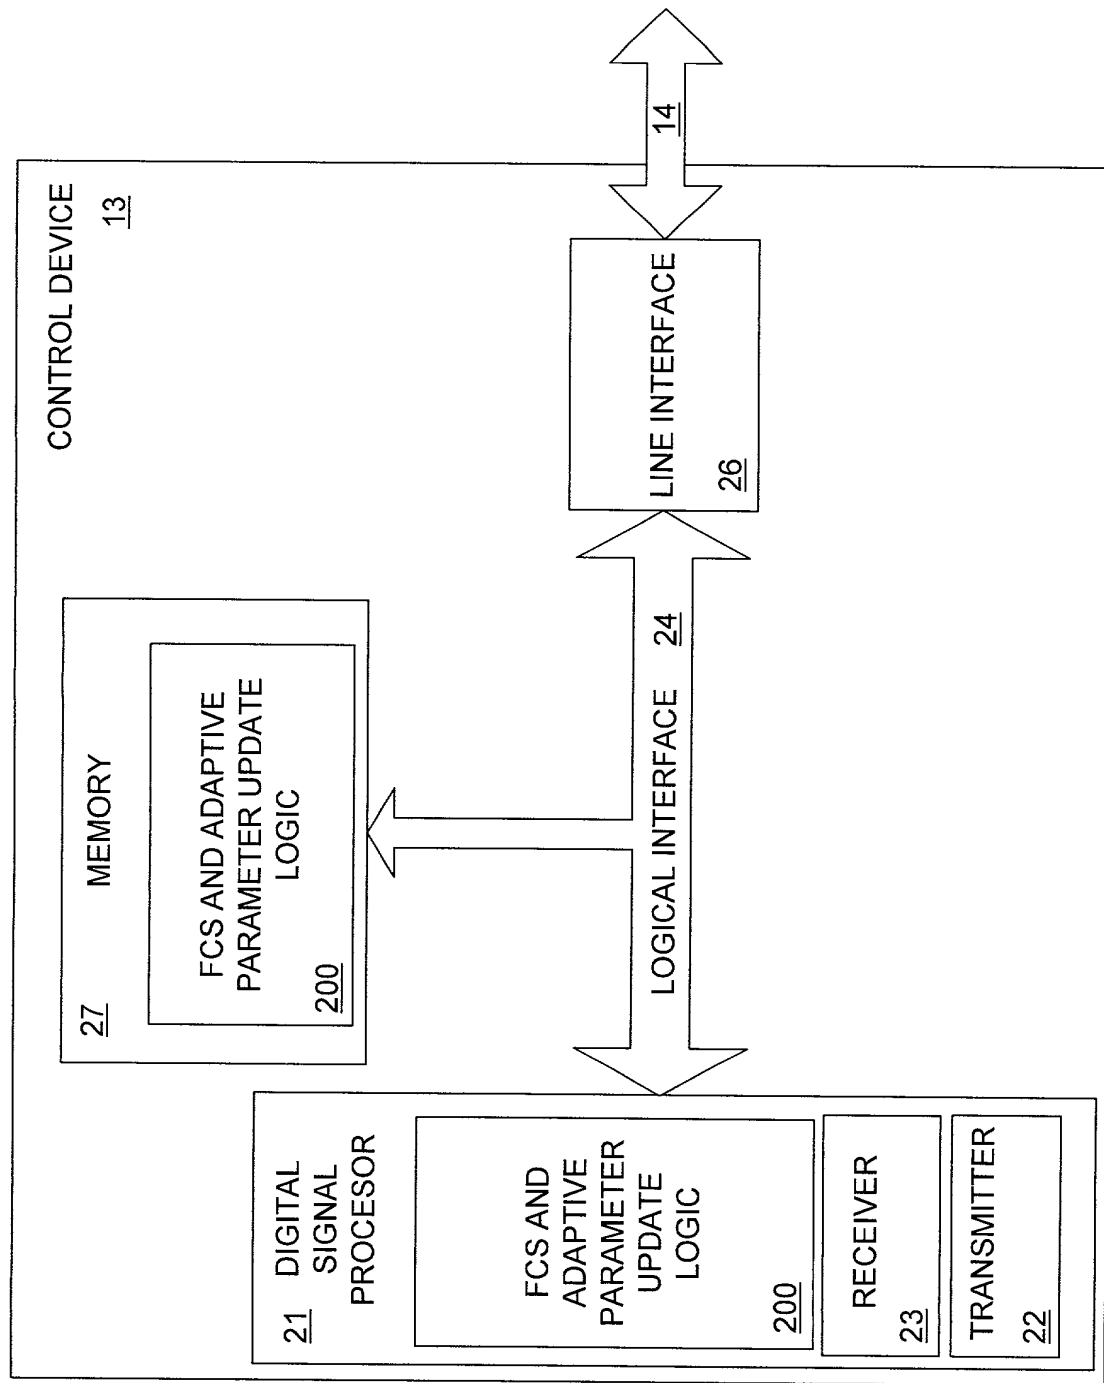 CONTROL DEVICE
13
MEMORY
27
FCS AND ADAPTIVE
PARAMETER UPDATE
LOGIC
200
DIGITAL
SIGNAL
PROCESOR
21
FCS AND
ADAPTIVE
PARAMETER
UPDATE
LOGIC
200
RECEIVER
23
TRANSMITTER
22
LOGICAL INTERFACE 24
LINE INTERFACE
26
14